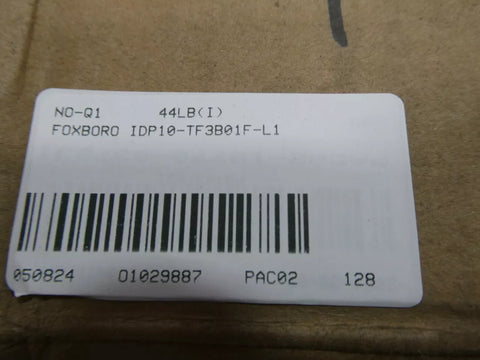 NO-Q1 44LB(I)
FOXBORO IDP10-TF3B01F-L1
050824 01029887 PAC02 128